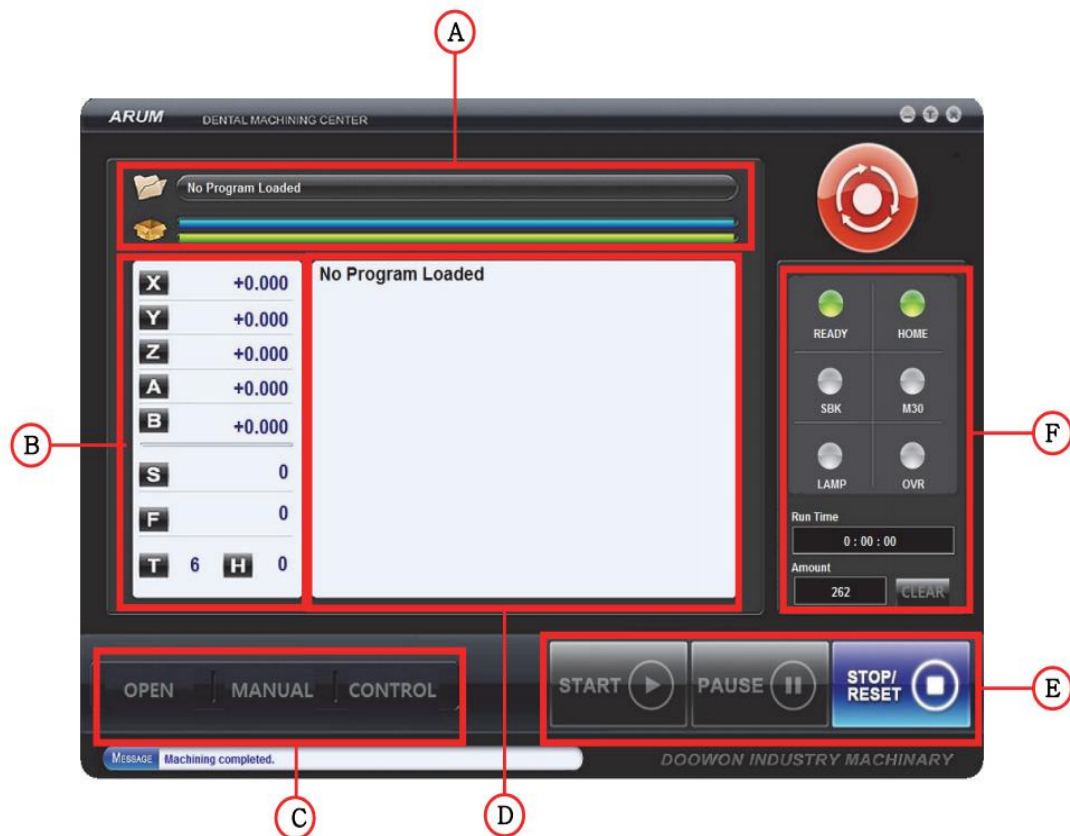 A
ARUM DENTAL MACHINING CENTER
No Program Loaded
X +0.000
Y +0.000
Z +0.000
A +0.000
B +0.000
S 0
F 0
T 6 H 0
No Program Loaded
READY HOME
SBK M30
LAMP OVR
Run Time
0 : 00 : 00
Amount
262 CLEAR
B
F
OPEN MANUAL CONTROL
START PAUSE STOP/
RESET
E
MESSAGE Machining completed.
DOOWON INDUSTRY MACHINARY
C
D